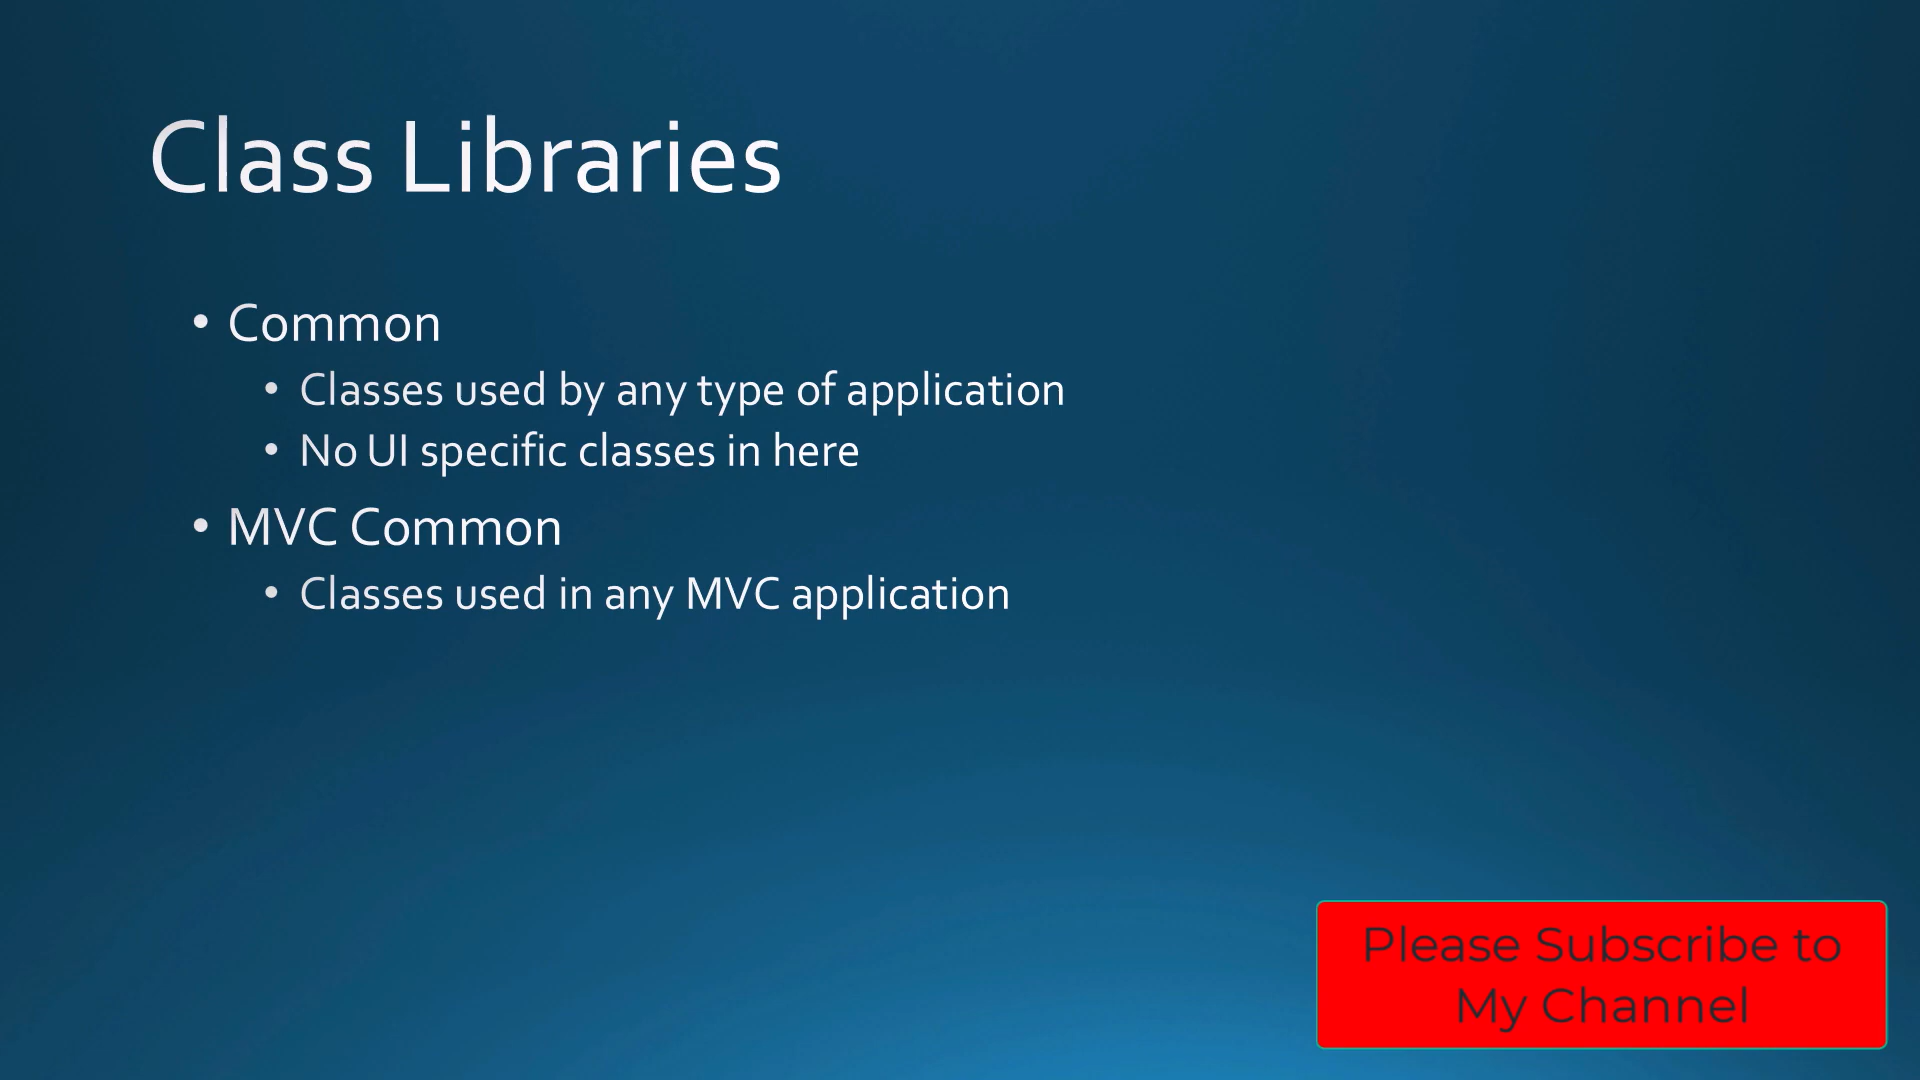 Class Libraries
• Common
• Classes used by any type of application
• No UI specific classes in here
• MVC Common
• Classes used in any MVC application
Please Subscribe to
My Channel